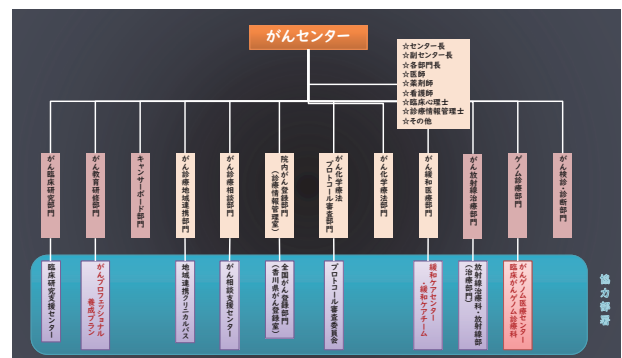 がんセンター
☆センター長
☆副センター長
☆各部門長
☆医師
☆薬剤師
☆看護師
☆臨床心理士
☆診療情報管理士
☆その他
がん臨床研究部門
がん教育研修部門
キャンサーボード部門
がん診療地域連携部門
がん診療相談部門
院内がん登録部門
(診療情報管理室)
がん化学療法
プロトコール審査部門
がん化学療法部門
がん緩和医療部門
がん放射線治療部門
ゲノム診療部門
がん検診・診断部門
臨床研究支援センター
がんプロフェッショナル
養成プラン
地域連携クリニカルパス
がん相談支援センター
全国がん登録部門
(香川県がん登録室)
プロトコール審査委員会
緩和ケアセンター
・緩和ケアチーム
放射線治療科・放射線部
(治療部門)
がんゲノム医療センター
臨床がんゲノム診療科
協力部署